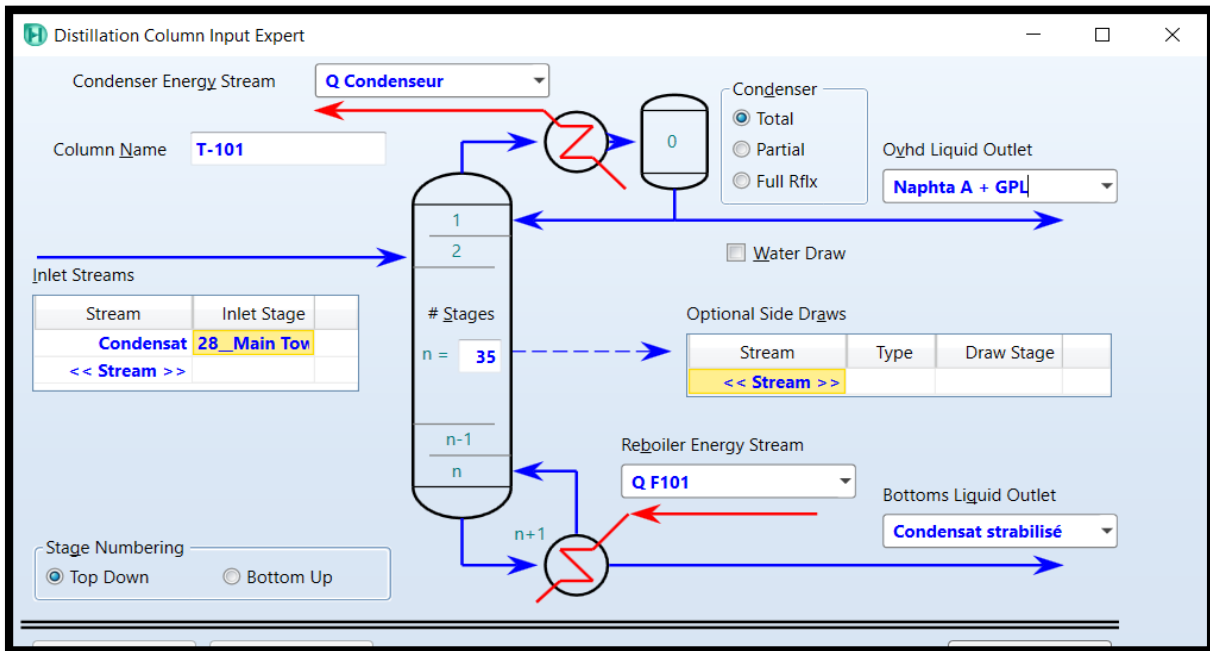 Distillation Column Input Expert
Condenser Energy Stream
Q Condenseur
Condenser
Total
Partial
Full Rflx
0
Column Name
T-101
Ovhd Liquid Outlet
Naphta A + GPL
1
2
Water Draw
Inlet Streams
Stream Inlet Stage
Condensat 28__Main Tow
<< Stream >>
# Stages
n = 35
Optional Side Draws
Stream Type Draw Stage
<< Stream >>
n-1
n
Reboiler Energy Stream
Q F101
Bottoms Liquid Outlet
Condensat strabilisé
n+1
Stage Numbering
Top Down Bottom Up